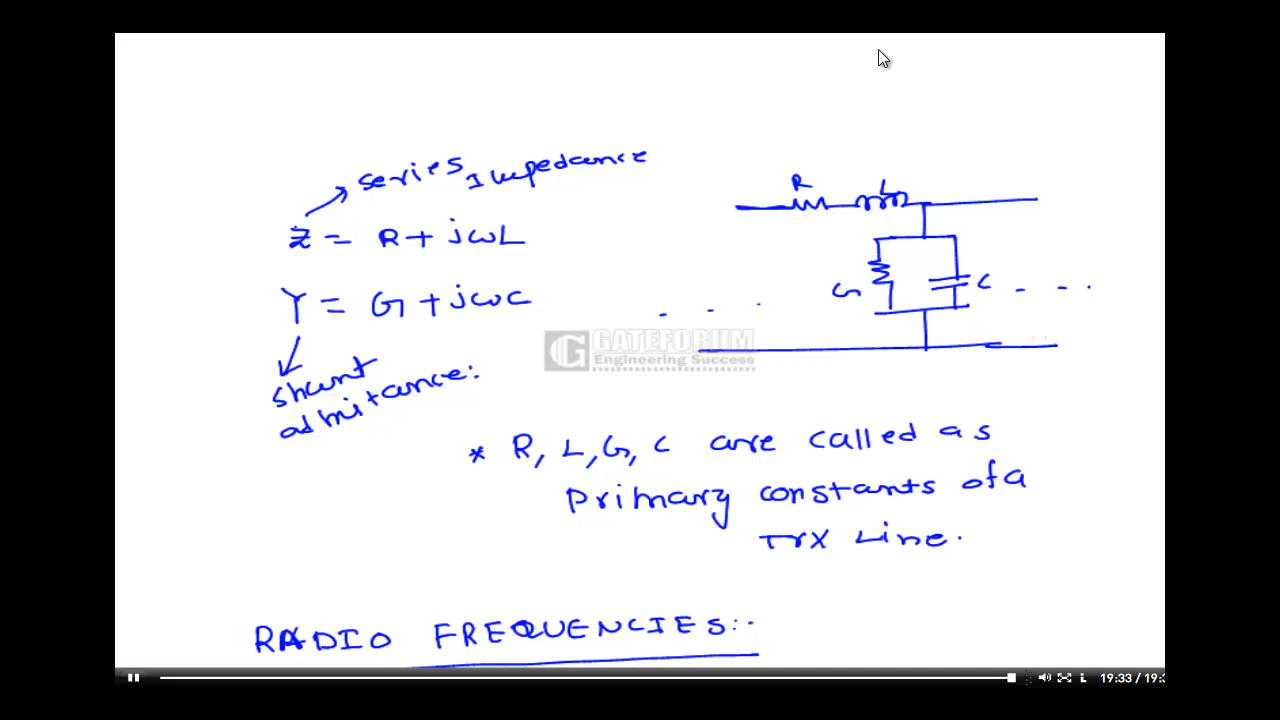 series Impedance
Z = R + jωL
R L
Y = G + jωC
G C
GATEFORUM
Engineering Success
shunt
admitance:
* R, L, G, C are called as
Primary constants of a
TrX Line.
RADIO FREQUENCIES:-
19:33 / 19:3